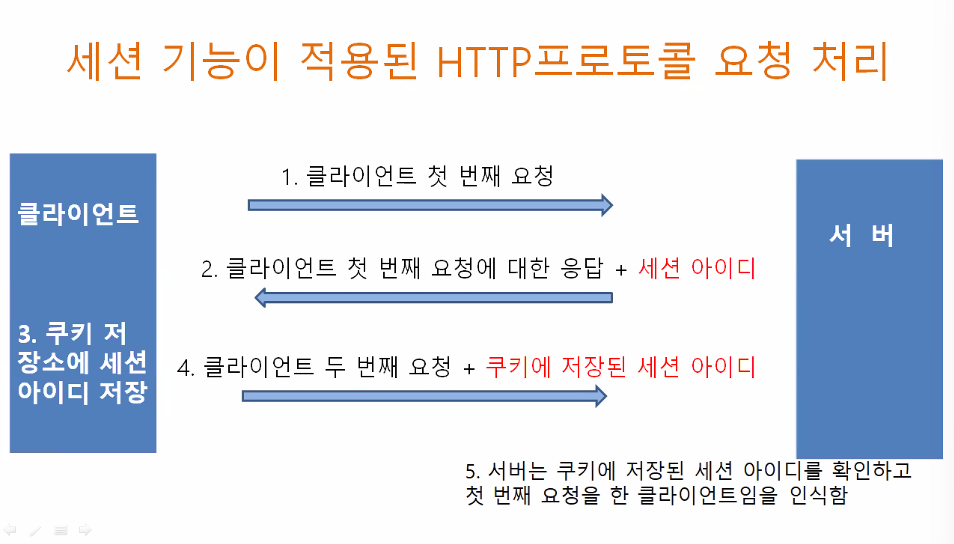 세션 기능이 적용된 HTTP프로토콜 요청 처리
클라이언트
1. 클라이언트 첫 번째 요청
서 버
2. 클라이언트 첫 번째 요청에 대한 응답 + 세션 아이디
3. 쿠키 저
장소에 세션
아이디 저장
4. 클라이언트 두 번째 요청 + 쿠키에 저장된 세션 아이디
5. 서버는 쿠키에 저장된 세션 아이디를 확인하고
첫 번째 요청을 한 클라이언트임을 인식함